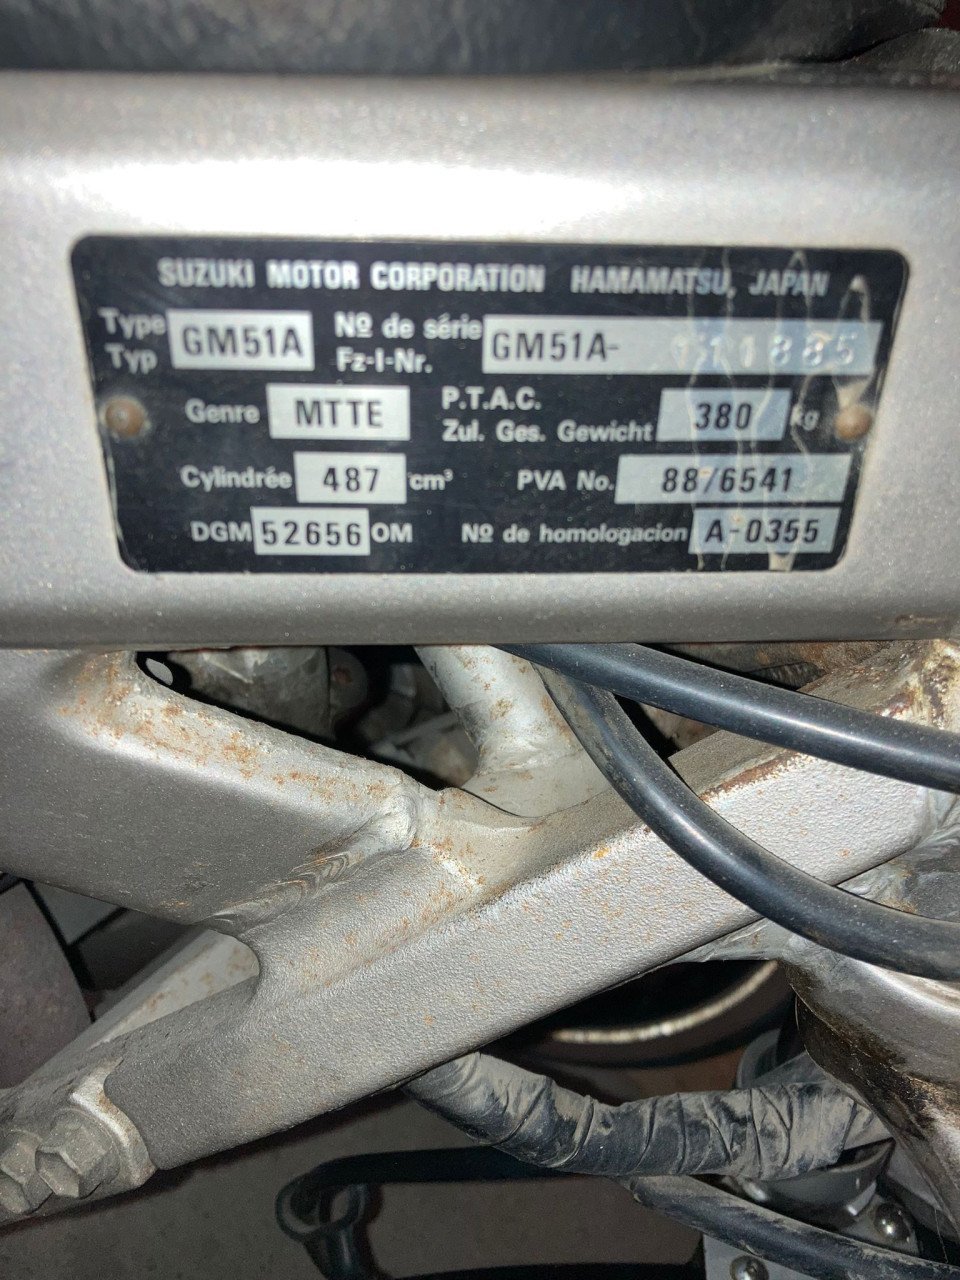 SUZUKI MOTOR CORPORATION HAMAMATSU, JAPAN
Type GM51A Nº de série GM51A- 111885
Typ Fz-I-Nr.
Genre MTTE P.T.A.C. 380 kg
Zul. Ges. Gewicht
Cylindrée 487 cm³ PVA No. 88/6541
DGM 52656 OM Nº de homologacion A-0355